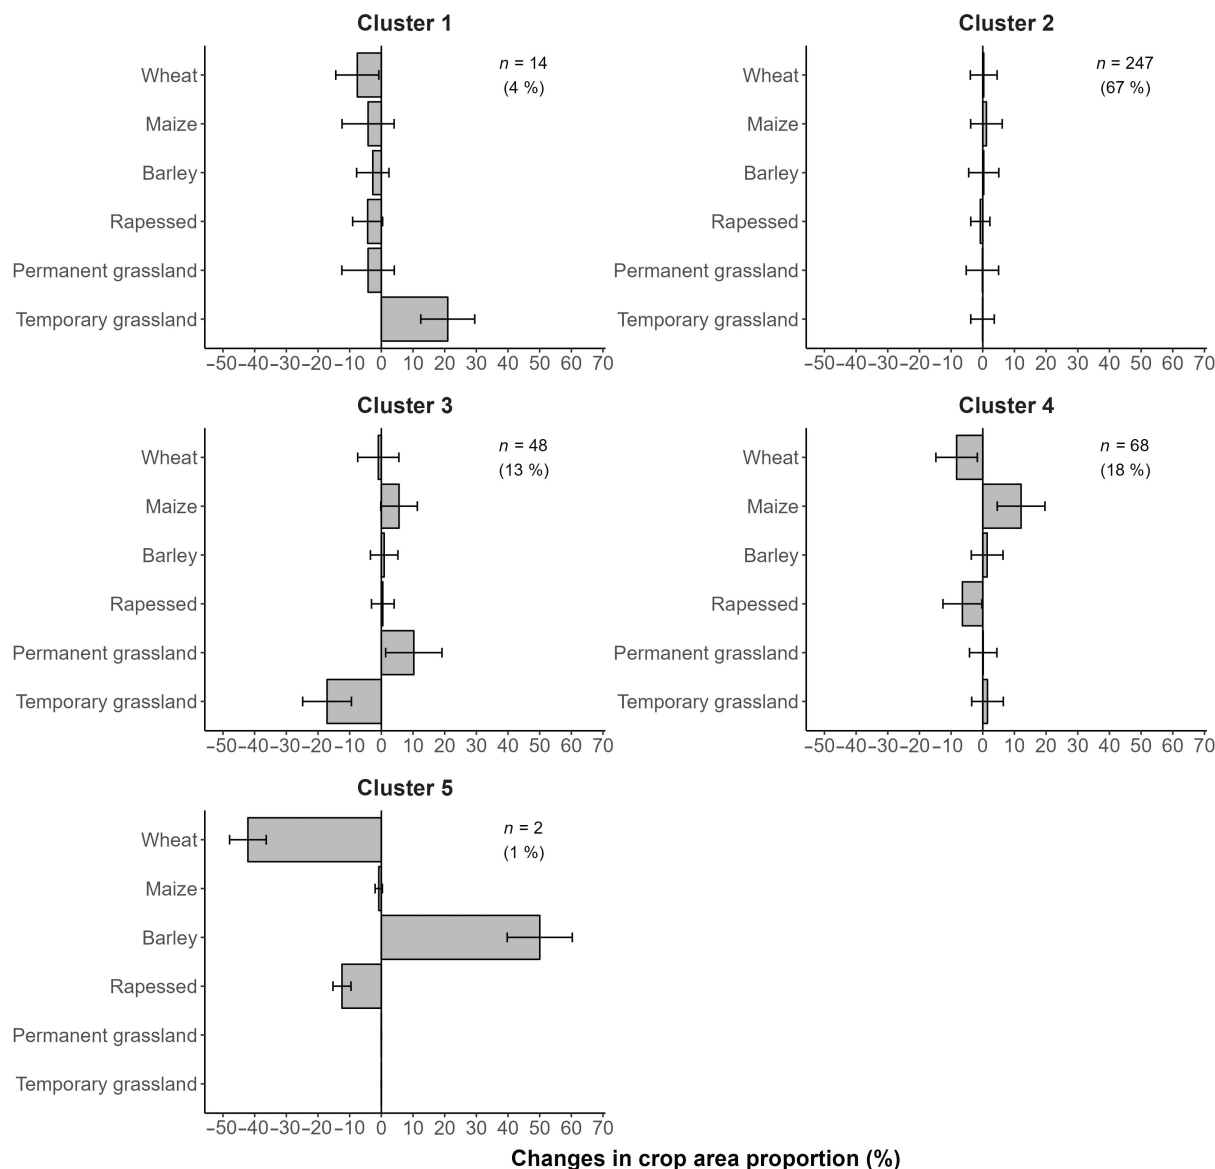 Cluster 1
n = 14
(4 %)
Wheat
Maize
Barley
Rapessed
Permanent grassland
Temporary grassland
−50−40−30−20−10 0 10 20 30 40 50 60 70
Cluster 2
n = 247
(67 %)
Wheat
Maize
Barley
Rapessed
Permanent grassland
Temporary grassland
−50−40−30−20−10 0 10 20 30 40 50 60 70
Cluster 3
n = 48
(13 %)
Wheat
Maize
Barley
Rapessed
Permanent grassland
Temporary grassland
−50−40−30−20−10 0 10 20 30 40 50 60 70
Cluster 4
n = 68
(18 %)
Wheat
Maize
Barley
Rapessed
Permanent grassland
Temporary grassland
−50−40−30−20−10 0 10 20 30 40 50 60 70
Cluster 5
n = 2
(1 %)
Wheat
Maize
Barley
Rapessed
Permanent grassland
Temporary grassland
−50−40−30−20−10 0 10 20 30 40 50 60 70
Changes in crop area proportion (%)